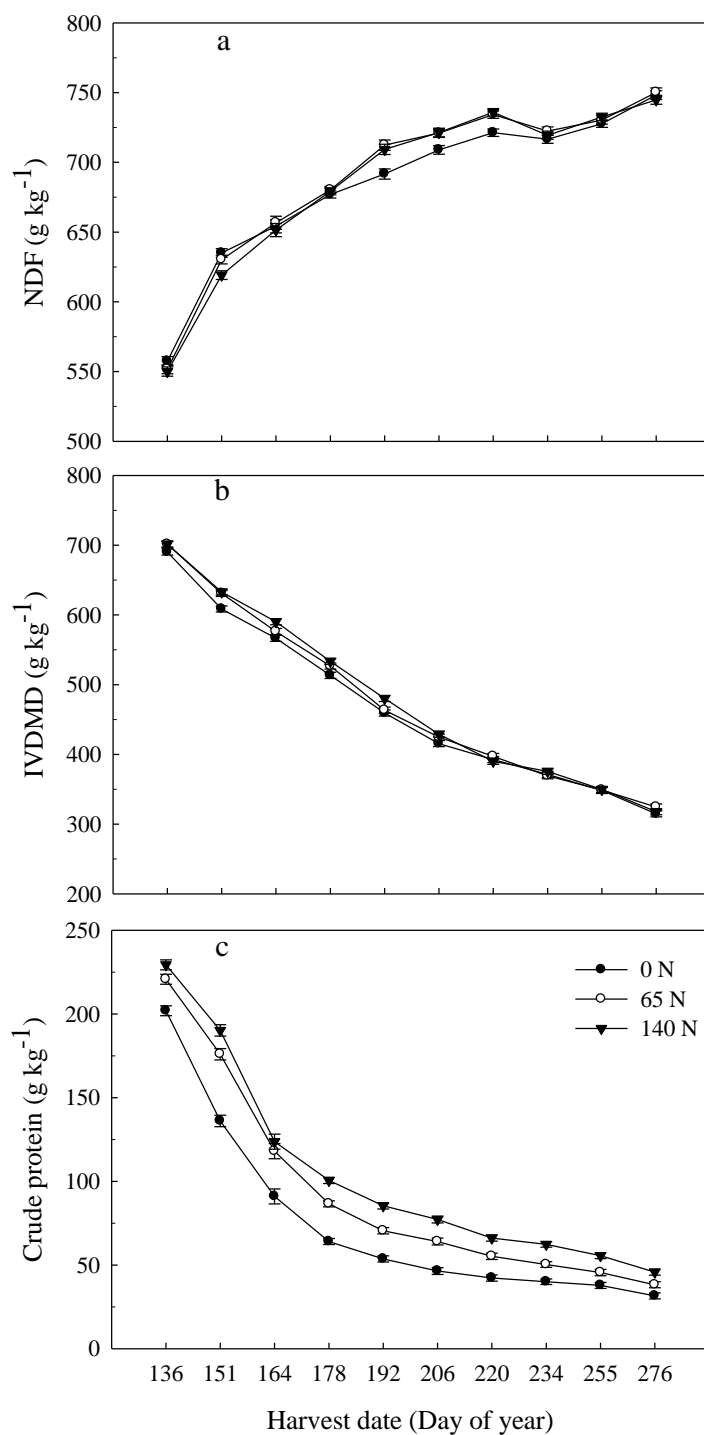 a
800
750
700
650
600
550
500
NDF (g kg-1)
b
800
700
600
500
400
300
200
IVDMD (g kg-1)
c
250
200
150
100
50
0
Crude protein (g kg-1)
0 N
65 N
140 N
136 151 164 178 192 206 220 234 255 276
Harvest date (Day of year)